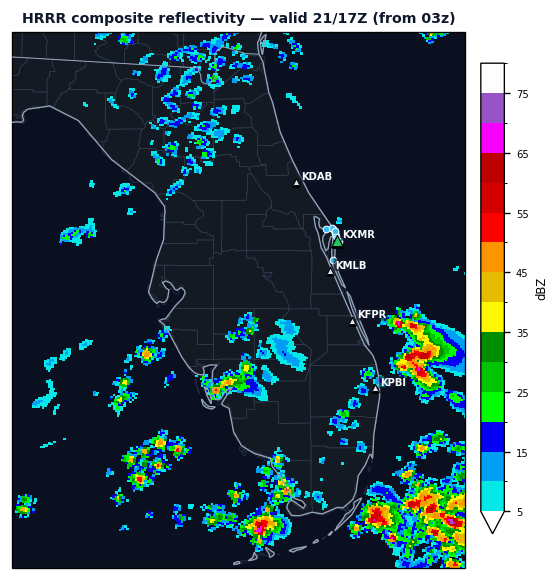 HRRR composite reflectivity — valid 21/17Z (from 03z)
KDAB
KXMR
KMLB
KFPR
KPBI
75
65
55
45
35
25
15
5
dBZ